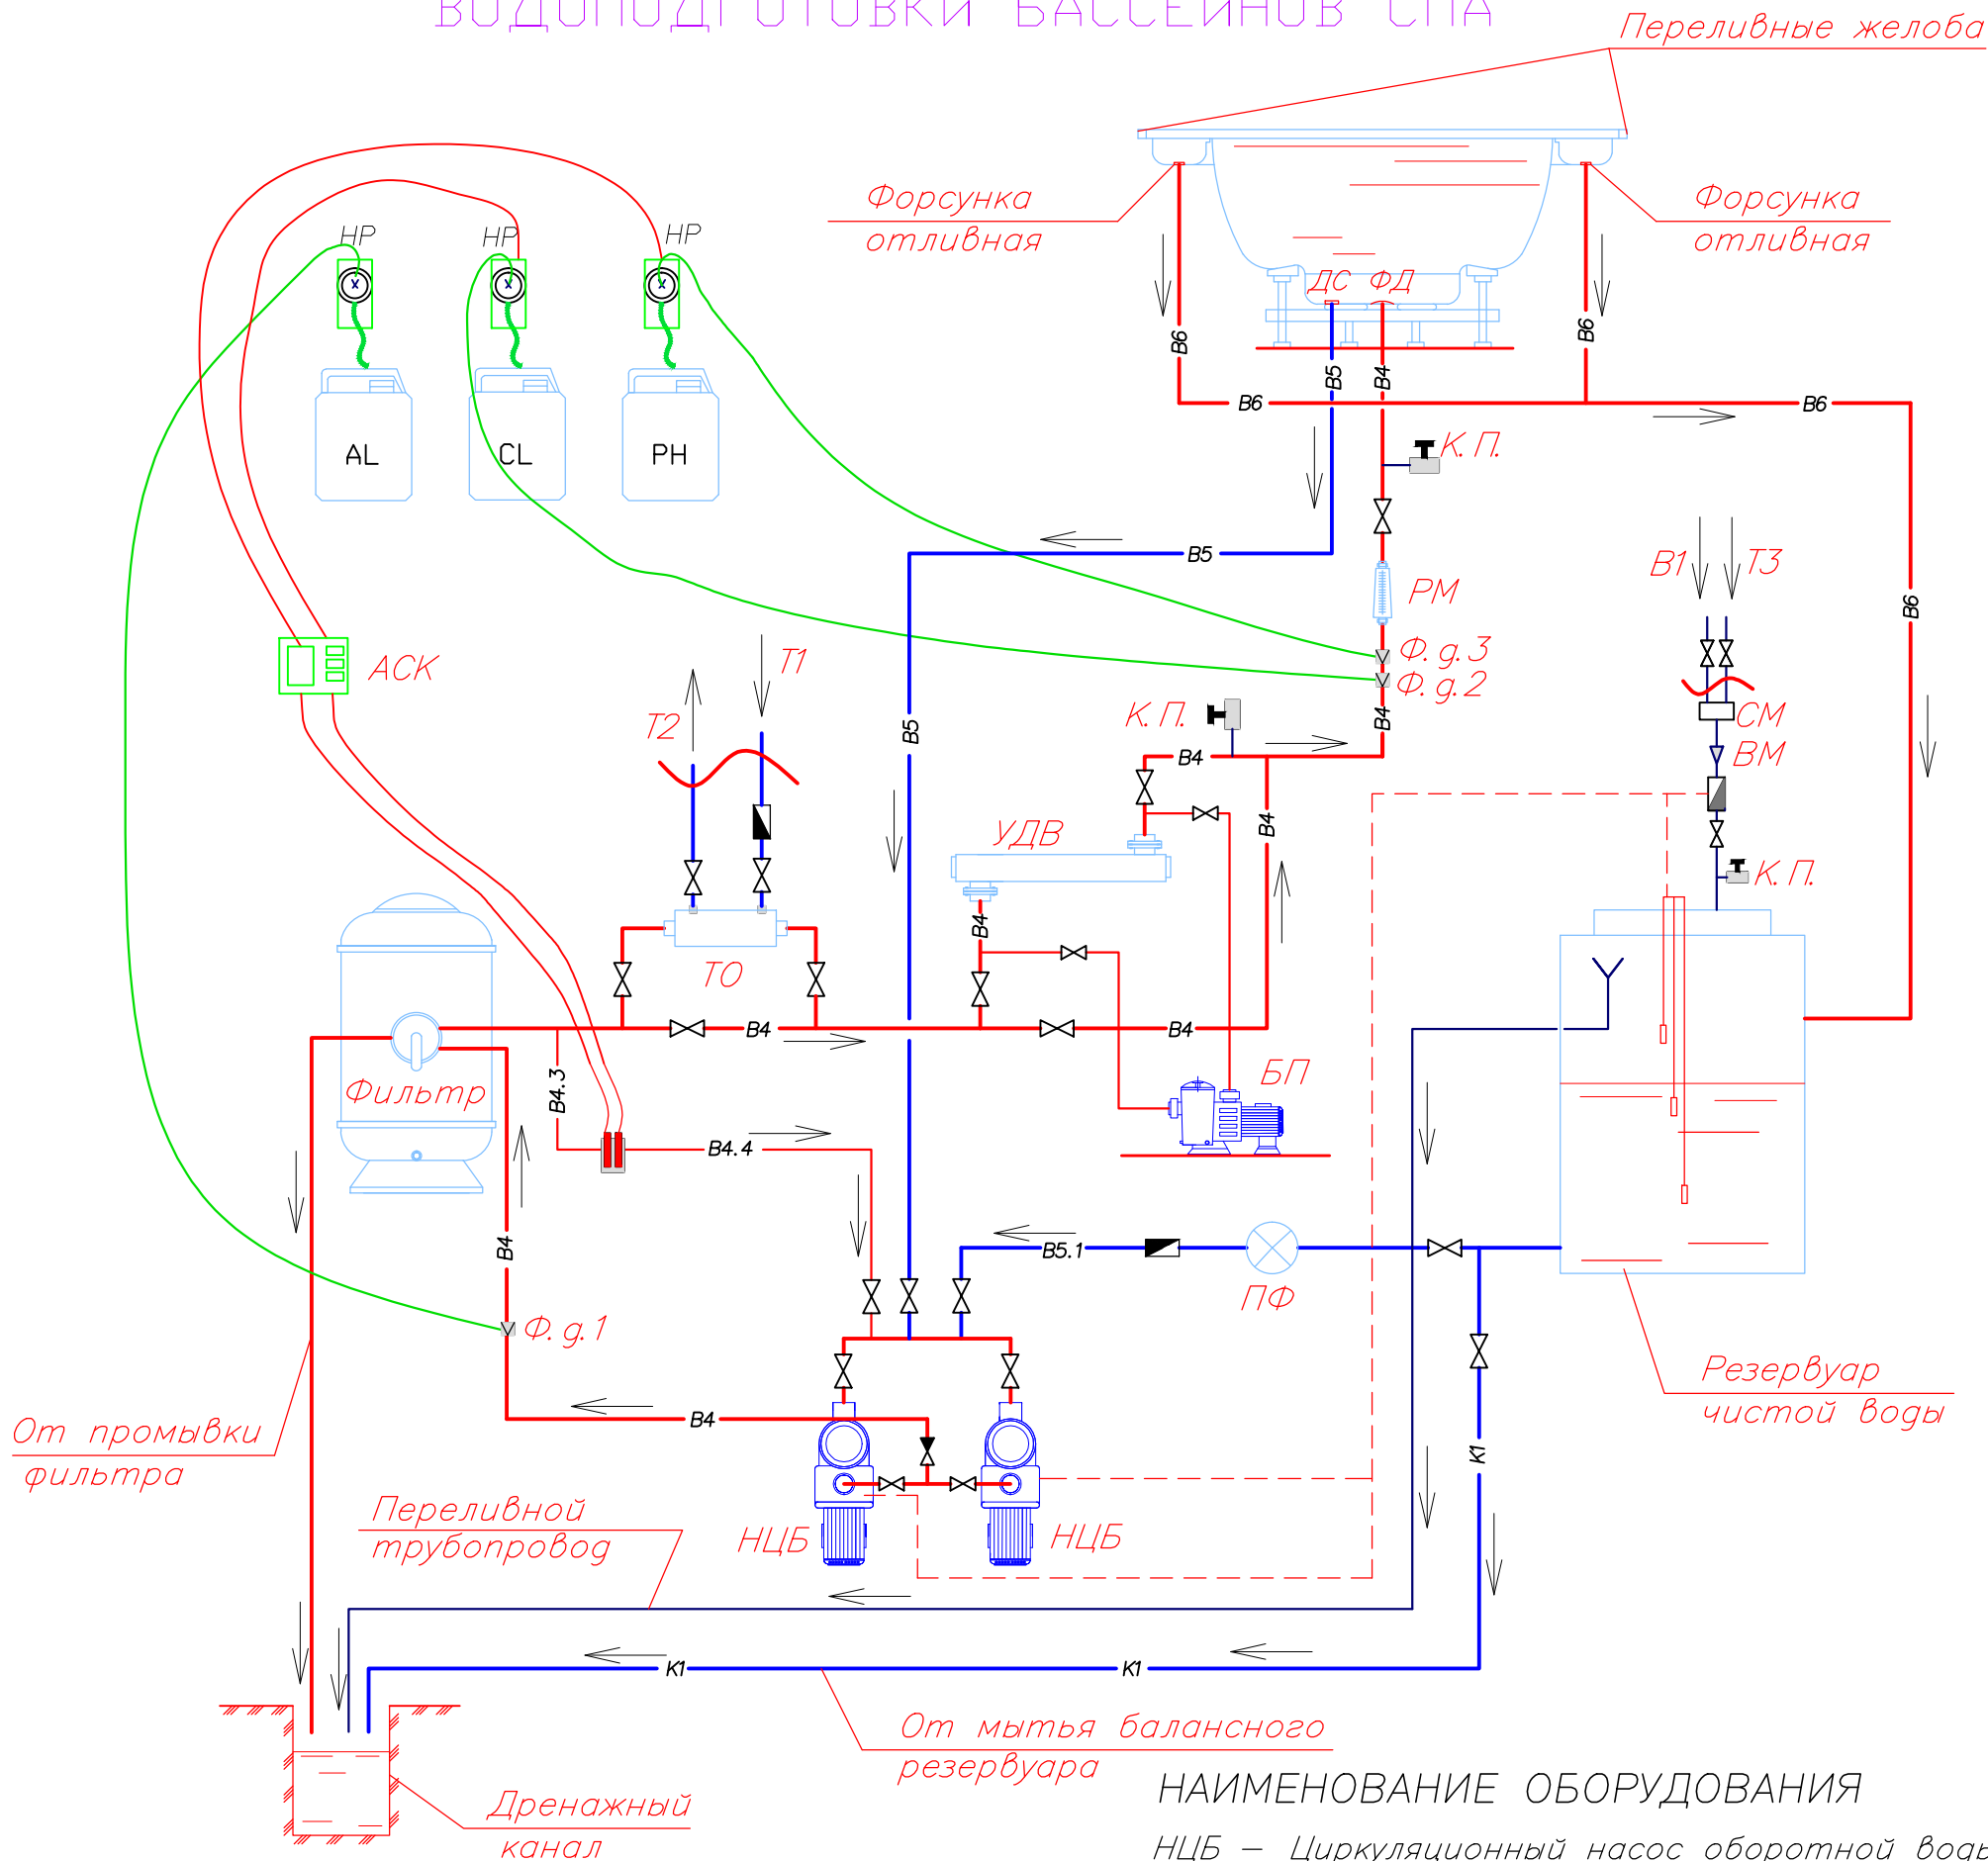 ВОДОПОДГОТОВКИ БАССЕЙНОВ СПА
Переливные желоба
Форсунка
отливная
Форсунка
отливная
НР
НР
НР
ДС ФД
В6
В6
В5
В4
В6
В6
AL
CL
PH
К.П.
В5
В1
Т3
РМ
В6
Ф.д.3
Ф.д.2
АСК
Т1
Т2
К.П.
В4
В5
СМ
В4
ВМ
УДВ
В4
К.П.
В4
ТО
В4
В4
БП
Фильтр
В4.3
В4.4
В4
В5.1
ПФ
Ф.д.1
Резервуар
чистой воды
В4
От промывки
фильтра
К1
Переливной
трубопровод
НЦБ
НЦБ
К1
К1
От мытья балансного
резервуара
Дренажный
канал
НАИМЕНОВАНИЕ ОБОРУДОВАНИЯ
НЦБ – Циркуляционный насос оборотной воды